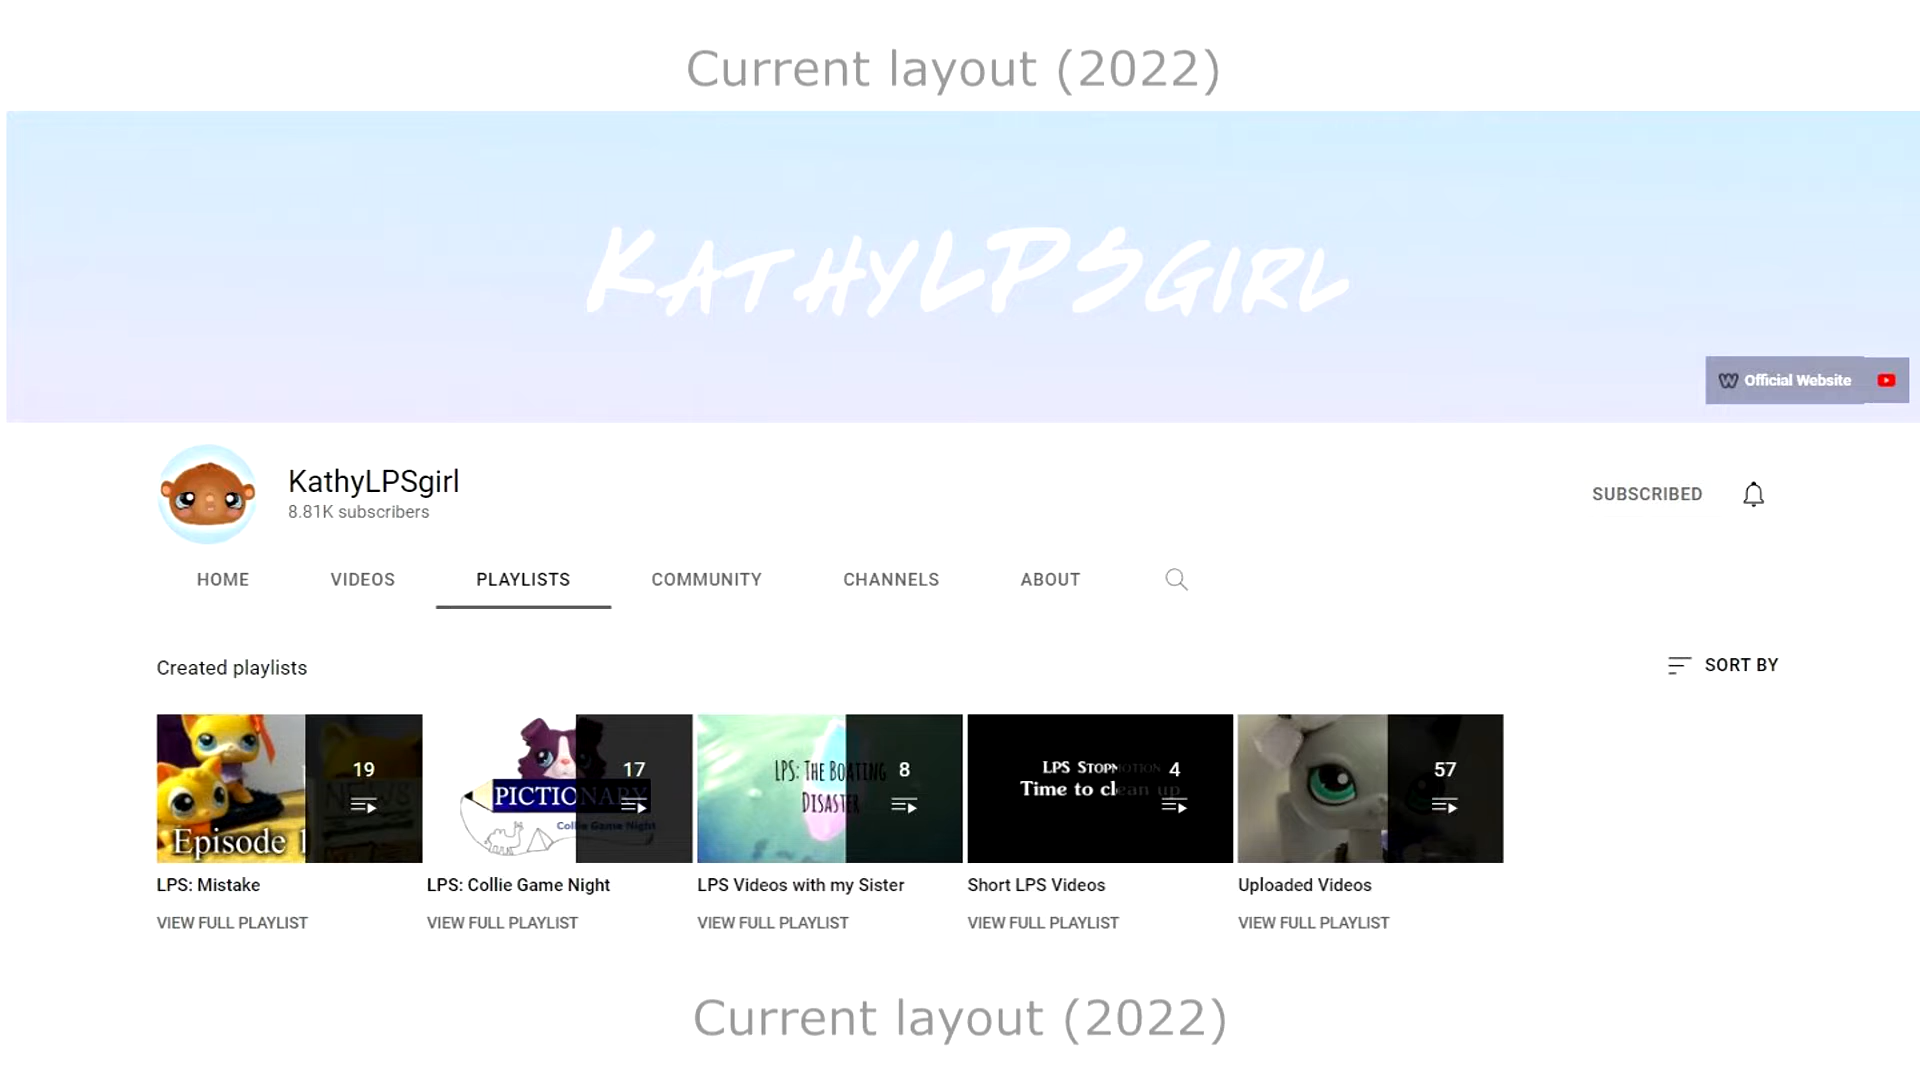 Current layout (2022)
KATHYLPSGIRL
Official Website
KathyLPSgirl
8.81K subscribers
SUBSCRIBED
HOME VIDEOS PLAYLISTS COMMUNITY CHANNELS ABOUT
Created playlists
SORT BY
Episode 1
19
PICTIONARY
Collie Game Night
17
LPS: THE BOATING
DISASTER
8
LPS STOPMOTION
Time to clean up
4
57
LPS: Mistake
LPS: Collie Game Night
LPS Videos with my Sister
Short LPS Videos
Uploaded Videos
VIEW FULL PLAYLIST
VIEW FULL PLAYLIST
VIEW FULL PLAYLIST
VIEW FULL PLAYLIST
VIEW FULL PLAYLIST
Current layout (2022)